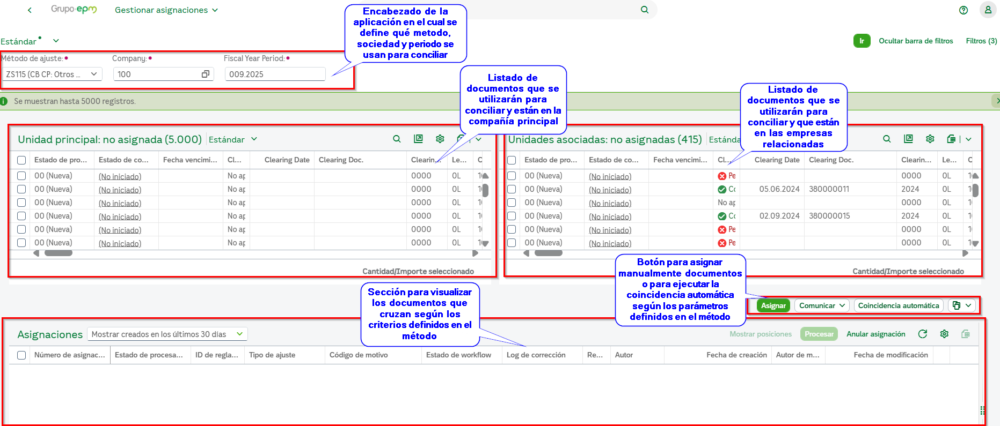 Grupo·epm
Gestionar asignaciones
Encabezado de la
aplicación en el cual se
define qué metodo,
sociedad y periodo se
usan para conciliar
Estándar
Ir
Ocultar barra de filtros
Filtros (3)
Método de ajuste:
Company:
Fiscal Year Period:
ZS115 (CB CP: Otros ...
100
009.2025
Se muestran hasta 5000 registros.
Listado de
documentos que se
utilizarán para
conciliar y están en la
compañía principal
Listado de
documentos que se
utilizarán para
conciliar y que están
en las empresas
relacionadas
Unidad principal: no asignada (5.000)
Estándar
Estado de pro...
Estado de co...
Fecha vencimi...
Cl...
Clearing Date
Clearing Doc.
Clearin...
Le...
00 (Nueva) (No iniciado) No ap 0000 0L
00 (Nueva) (No iniciado) No ap 0000 0L
00 (Nueva) (No iniciado) No ap 0000 0L
00 (Nueva) (No iniciado) No ap 0000 0L
00 (Nueva) (No iniciado) No ap 0000 0L
00 (Nueva) (No iniciado) No ap 0000 0L
Cantidad/Importe seleccionado
Unidades asociadas: no asignadas (415)
Estánda
Estado de pro...
Estado de co...
Fecha vencimi...
Cl...
Clearing Date
Clearing Doc.
Clearin...
Le...
00 (Nueva) (No iniciado) Pe 0000 0L
00 (Nueva) (No iniciado) Co 05.06.2024 380000011 2024 0L
00 (Nueva) (No iniciado) No ap 0000 0L
00 (Nueva) (No iniciado) Co 02.09.2024 380000015 2024 0L
00 (Nueva) (No iniciado) Pe 0000 0L
00 (Nueva) (No iniciado) Pe 0000 0L
Cantidad/Importe seleccionado
Botón para asignar
manualmente documentos
o para ejecutar la
coincidencia automática
según los parámetros
definidos en el método
Sección para visualizar
los documentos que
cruzan según los
criterios definidos en el
método
Asignar
Comunicar
Coincidencia automática
Asignaciones
Mostrar creados en los últimos 30 días
Mostrar posiciones
Procesar
Anular asignación
Número de asignac...
Estado de procesa...
ID de regla...
Tipo de ajuste
Código de motivo
Estado de workflow
Log de corrección
Re...
Autor
Fecha de creación
Autor de m...
Fecha de modificación